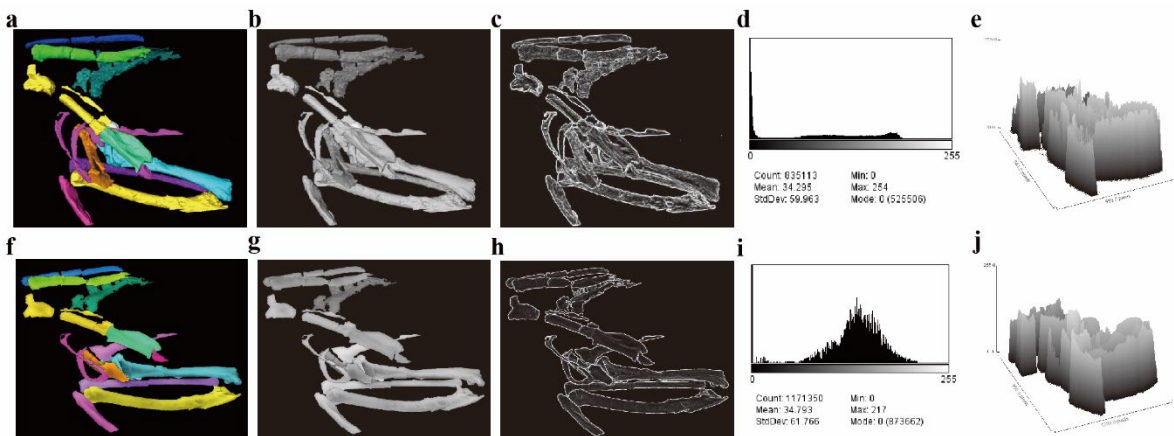 a
b
c
d
e
0
255
Count: 835113
Min: 0
Mean: 34.295
Max: 254
StdDev: 59.963
Mode: 0 (525506)
f
g
h
i
j
0
255
Count: 1171350
Min: 0
Mean: 34.793
Max: 217
StdDev: 61.766
Mode: 0 (873662)